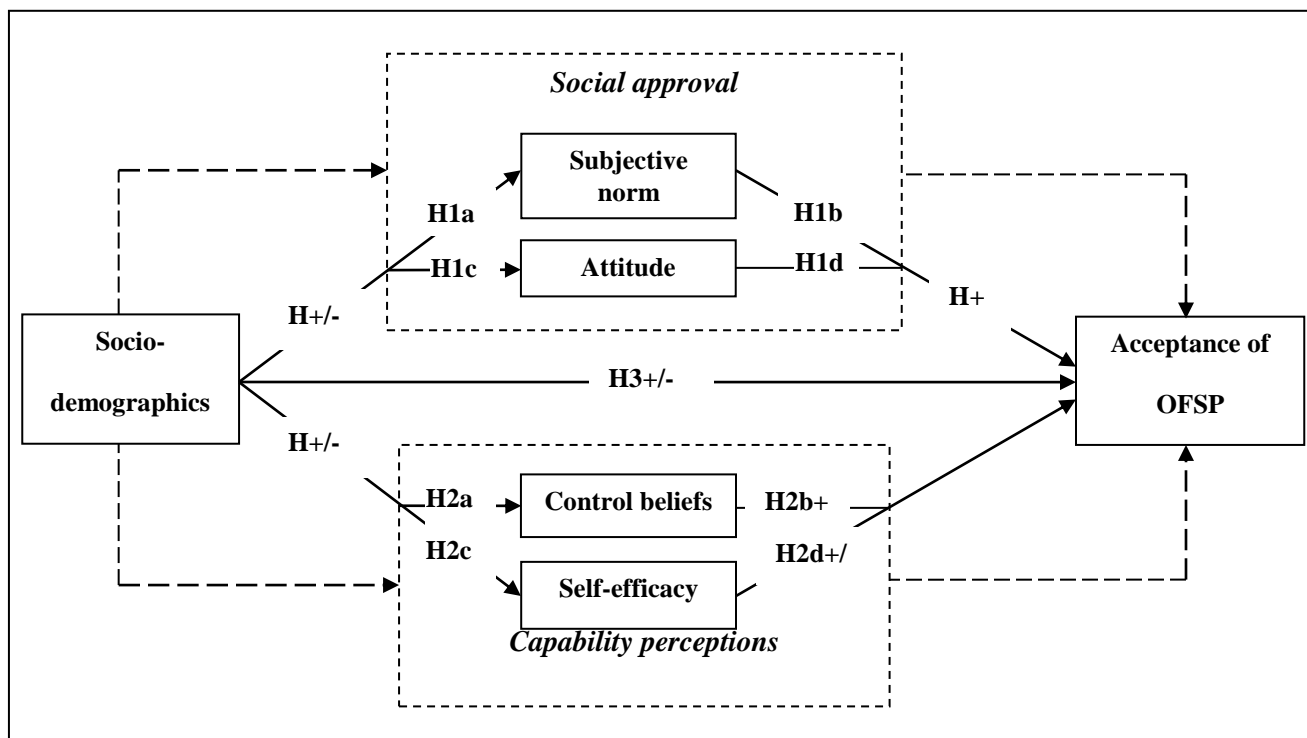 Social approval
Subjective
norm
H1a
H1b
H1c
Attitude
H1d
H+/-
H+
Socio-
demographics
H3+/-
Acceptance of
OFSP
H+/-
H2a
Control beliefs
H2b+
H2c
H2d+/
Self-efficacy
Capability perceptions